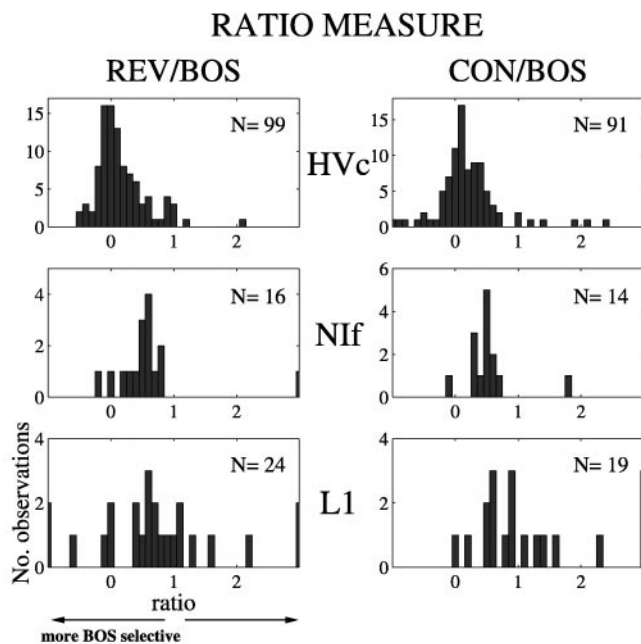 RATIO MEASURE
REV/BOS CON/BOS
15
10
5
0
0 1 2
N= 99
HVc
15
10
5
0
0 1 2
N= 91
4
2
0
0 1 2
N= 16
NIf
6
4
2
0
0 1 2
N= 14
No. observations
4
2
0
0 1 2
N= 24
L1
4
2
0
0 1 2
N= 19
ratio
more BOS selective